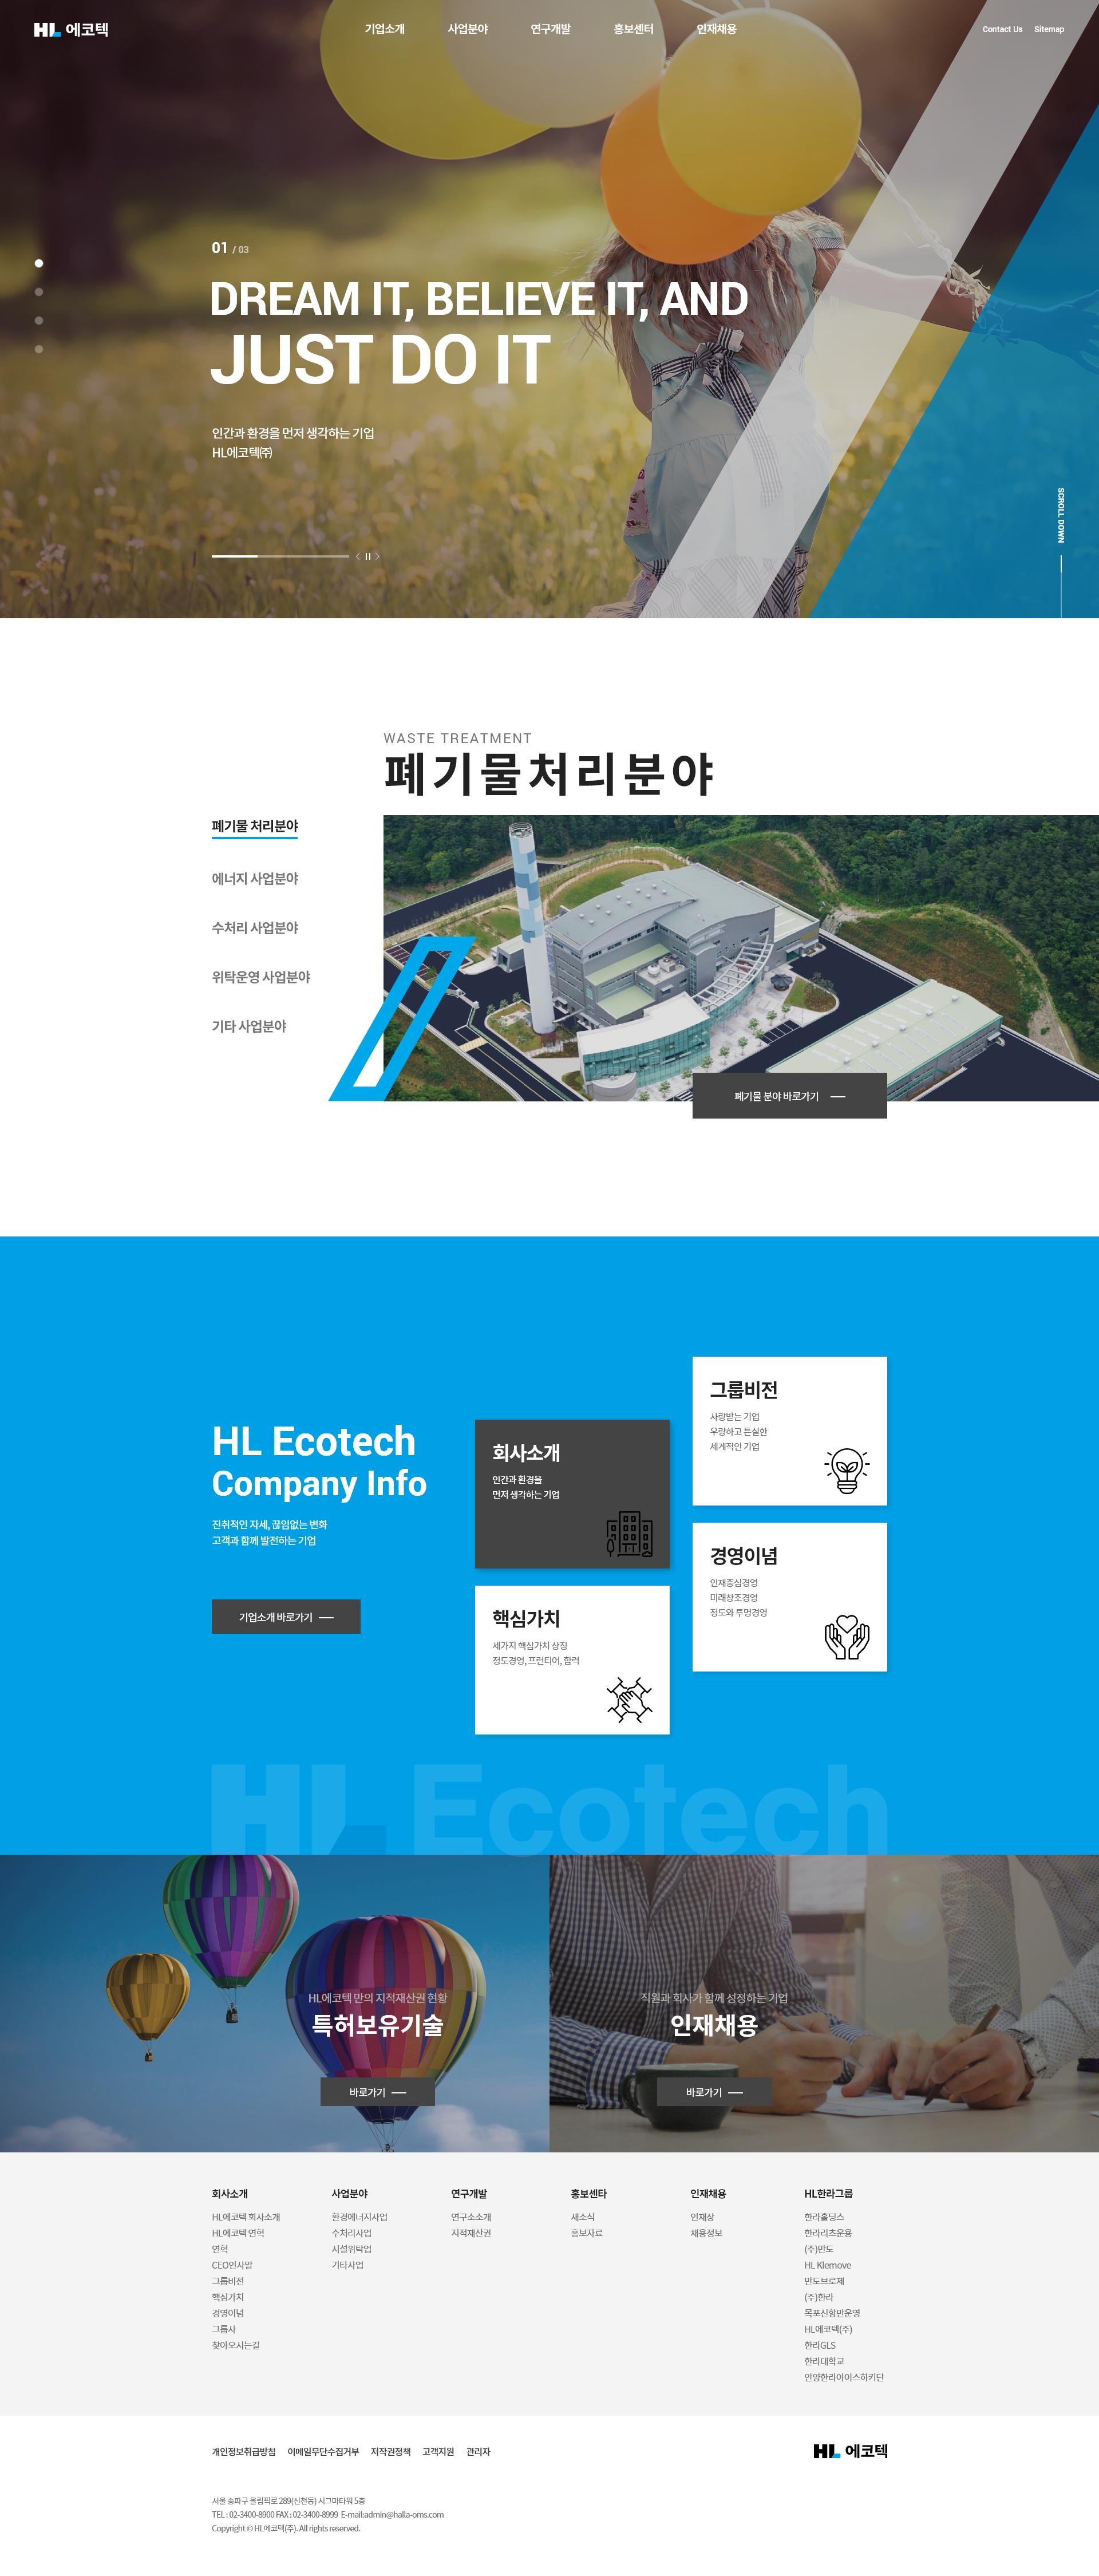 HL 에코텍
기업소개 사업분야 연구개발 홍보센터 인재채용
Contact Us Sitemap
01 / 03
DREAM IT, BELIEVE IT, AND
JUST DO IT
인간과 환경을 먼저 생각하는 기업
HL에코텍㈜
SCROLL DOWN
WASTE TREATMENT
폐기물처리분야
폐기물 처리분야
에너지 사업분야
수처리 사업분야
위탁운영 사업분야
기타 사업분야
폐기물 분야 바로가기
HL Ecotech
Company Info
진취적인 자세, 끊임없는 변화
고객과 함께 발전하는 기업
기업소개 바로가기
회사소개
인간과 환경을
먼저 생각하는 기업
핵심가치
세가지 핵심가치 상징
정도경영, 프런티어, 합력
그룹비전
사랑받는 기업
우량하고 튼실한
세계적인 기업
경영이념
인재중심경영
미래창조경영
정도와 투명경영
HL Ecotech
HL에코텍 만의 지적재산권 현황
특허보유기술
바로가기
직원과 회사가 함께 성정하는 기업
인재채용
바로가기
회사소개
HL에코텍 회사소개
HL에코텍 연혁
연혁
CEO인사말
그룹비전
핵심가치
경영이념
그룹사
찾아오시는길
사업분야
환경에너지사업
수처리사업
시설위탁업
기타사업
연구개발
연구소소개
지적재산권
홍보센타
새소식
홍보자료
인재채용
인재상
채용정보
HL한라그룹
한라홀딩스
한라리츠운용
(주)만도
HL Klemove
만도브로제
(주)한라
목포신항만운영
HL에코텍(주)
한라GLS
한라대학교
안양한라아이스하키단
개인정보취급방침 이메일무단수집거부 저작권정책 고객지원 관리자
HL 에코텍
서울 송파구 올림픽로 289(신천동) 시그마타워 5층
TEL : 02-3400-8900 FAX : 02-3400-8999 E-mail:admin@halla-oms.com
Copyright © HL에코텍(주). All rights reserved.